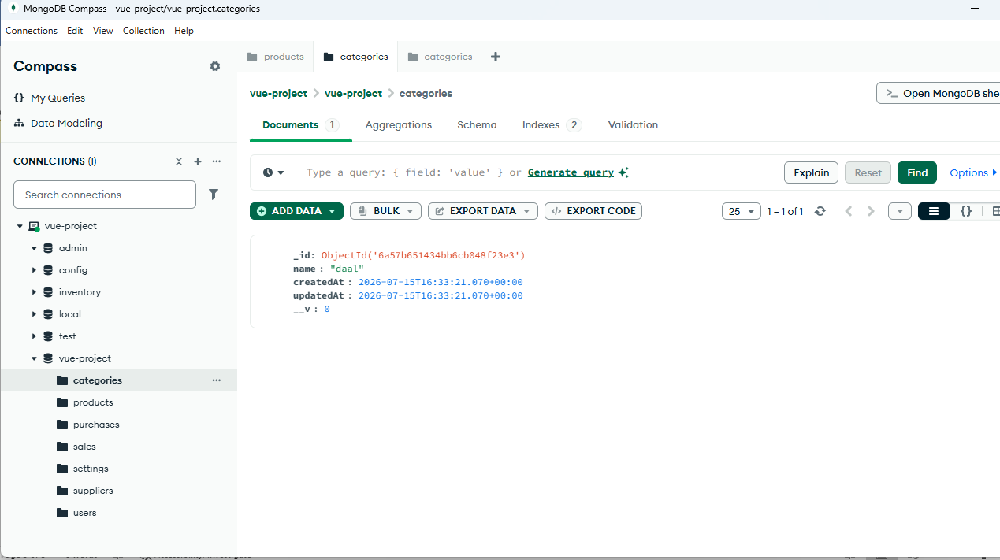 MongoDB Compass - vue-project/vue-project.categories
Connections Edit View Collection Help
Compass
My Queries
Data Modeling
CONNECTIONS (1)
Search connections
vue-project
admin
config
inventory
local
test
vue-project
categories
products
purchases
sales
settings
suppliers
users
products categories categories
vue-project > vue-project > categories
>_ Open MongoDB she
Documents 1 Aggregations Schema Indexes 2 Validation
Type a query: { field: 'value' } or Generate query
Explain Reset Find Options
ADD DATA BULK EXPORT DATA EXPORT CODE
25 1–1 of 1
_id: ObjectId('6a57b651434bb6cb048f23e3')
name : "daal"
createdAt : 2026-07-15T16:33:21.070+00:00
updatedAt : 2026-07-15T16:33:21.070+00:00
__v : 0